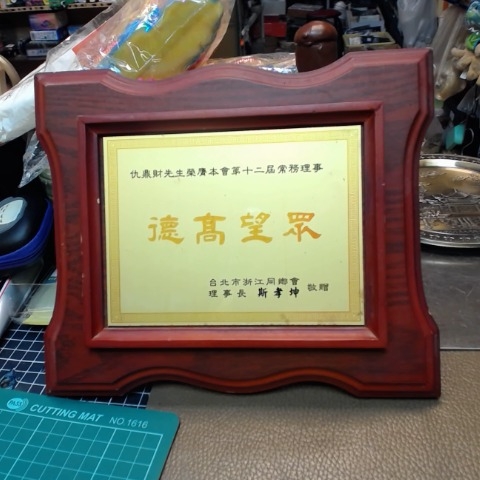 仇鼎財先生榮膺本會第十二屆常務理事
德高望眾
台北市浙江同鄉會
理事長 斯孝坤 敬贈
CUTTING MAT NO.1616